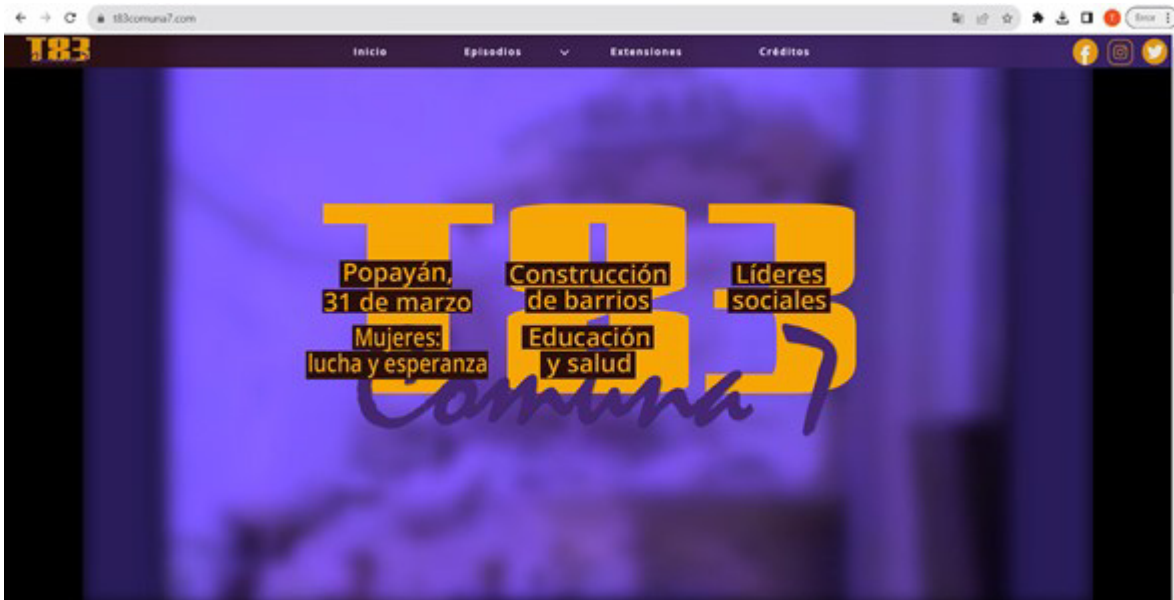 t83comuna7.com
Error
T83
Inicio Episodios Extensiones Créditos
T83
Popayán,
31 de marzo
Construcción
de barrios
Líderes
sociales
Mujeres:
lucha y esperanza
Educación
y salud
Comuna 7